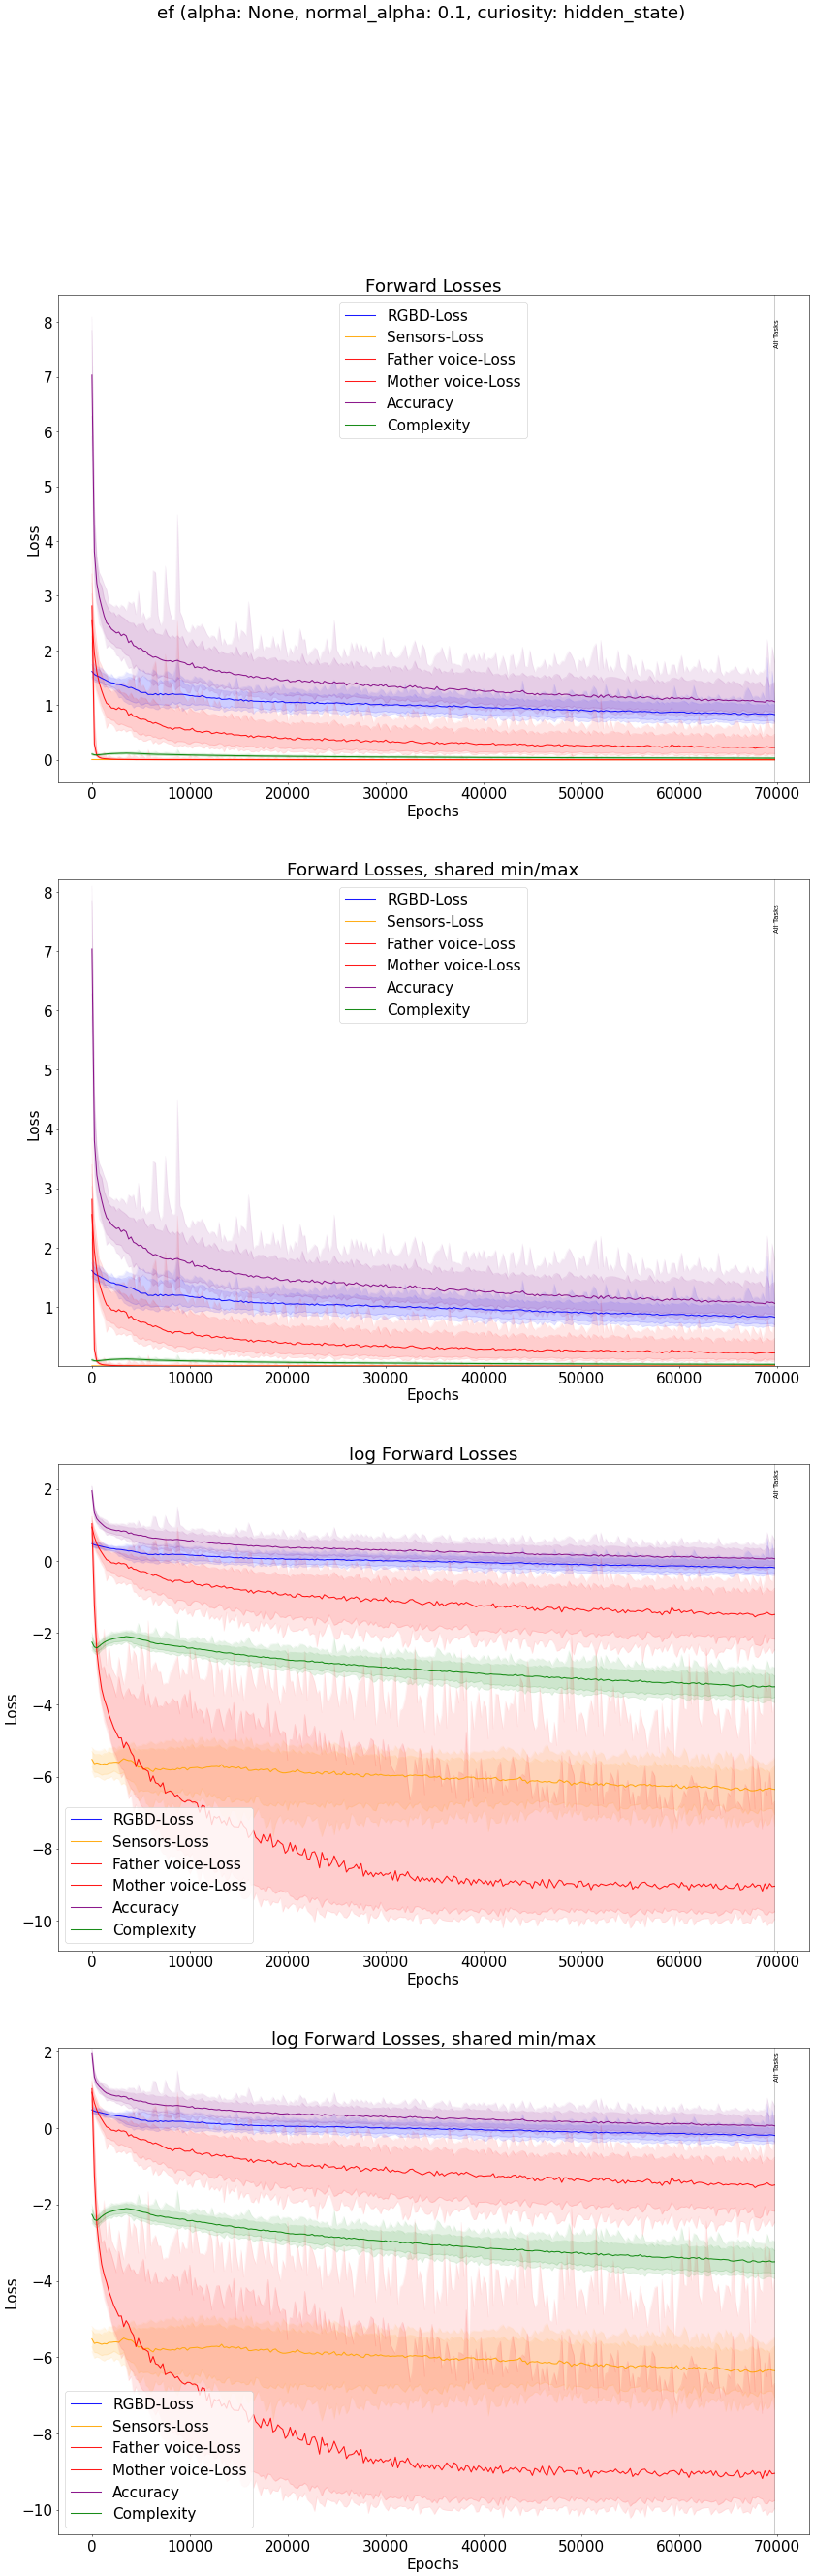 ef (alpha: None, normal_alpha: 0.1, curiosity: hidden_state)
Forward Losses
RGBD-Loss
Sensors-Loss
Father voice-Loss
Mother voice-Loss
Accuracy
Complexity
All Tasks
8
7
6
5
4
3
2
1
0
Loss
0 10000 20000 30000 40000 50000 60000 70000
Epochs
Forward Losses, shared min/max
RGBD-Loss
Sensors-Loss
Father voice-Loss
Mother voice-Loss
Accuracy
Complexity
All Tasks
8
7
6
5
4
3
2
1
Loss
0 10000 20000 30000 40000 50000 60000 70000
Epochs
log Forward Losses
All Tasks
2
0
−2
−4
−6
−8
−10
Loss
RGBD-Loss
Sensors-Loss
Father voice-Loss
Mother voice-Loss
Accuracy
Complexity
0 10000 20000 30000 40000 50000 60000 70000
Epochs
log Forward Losses, shared min/max
All Tasks
2
0
−2
−4
−6
−8
−10
Loss
RGBD-Loss
Sensors-Loss
Father voice-Loss
Mother voice-Loss
Accuracy
Complexity
0 10000 20000 30000 40000 50000 60000 70000
Epochs